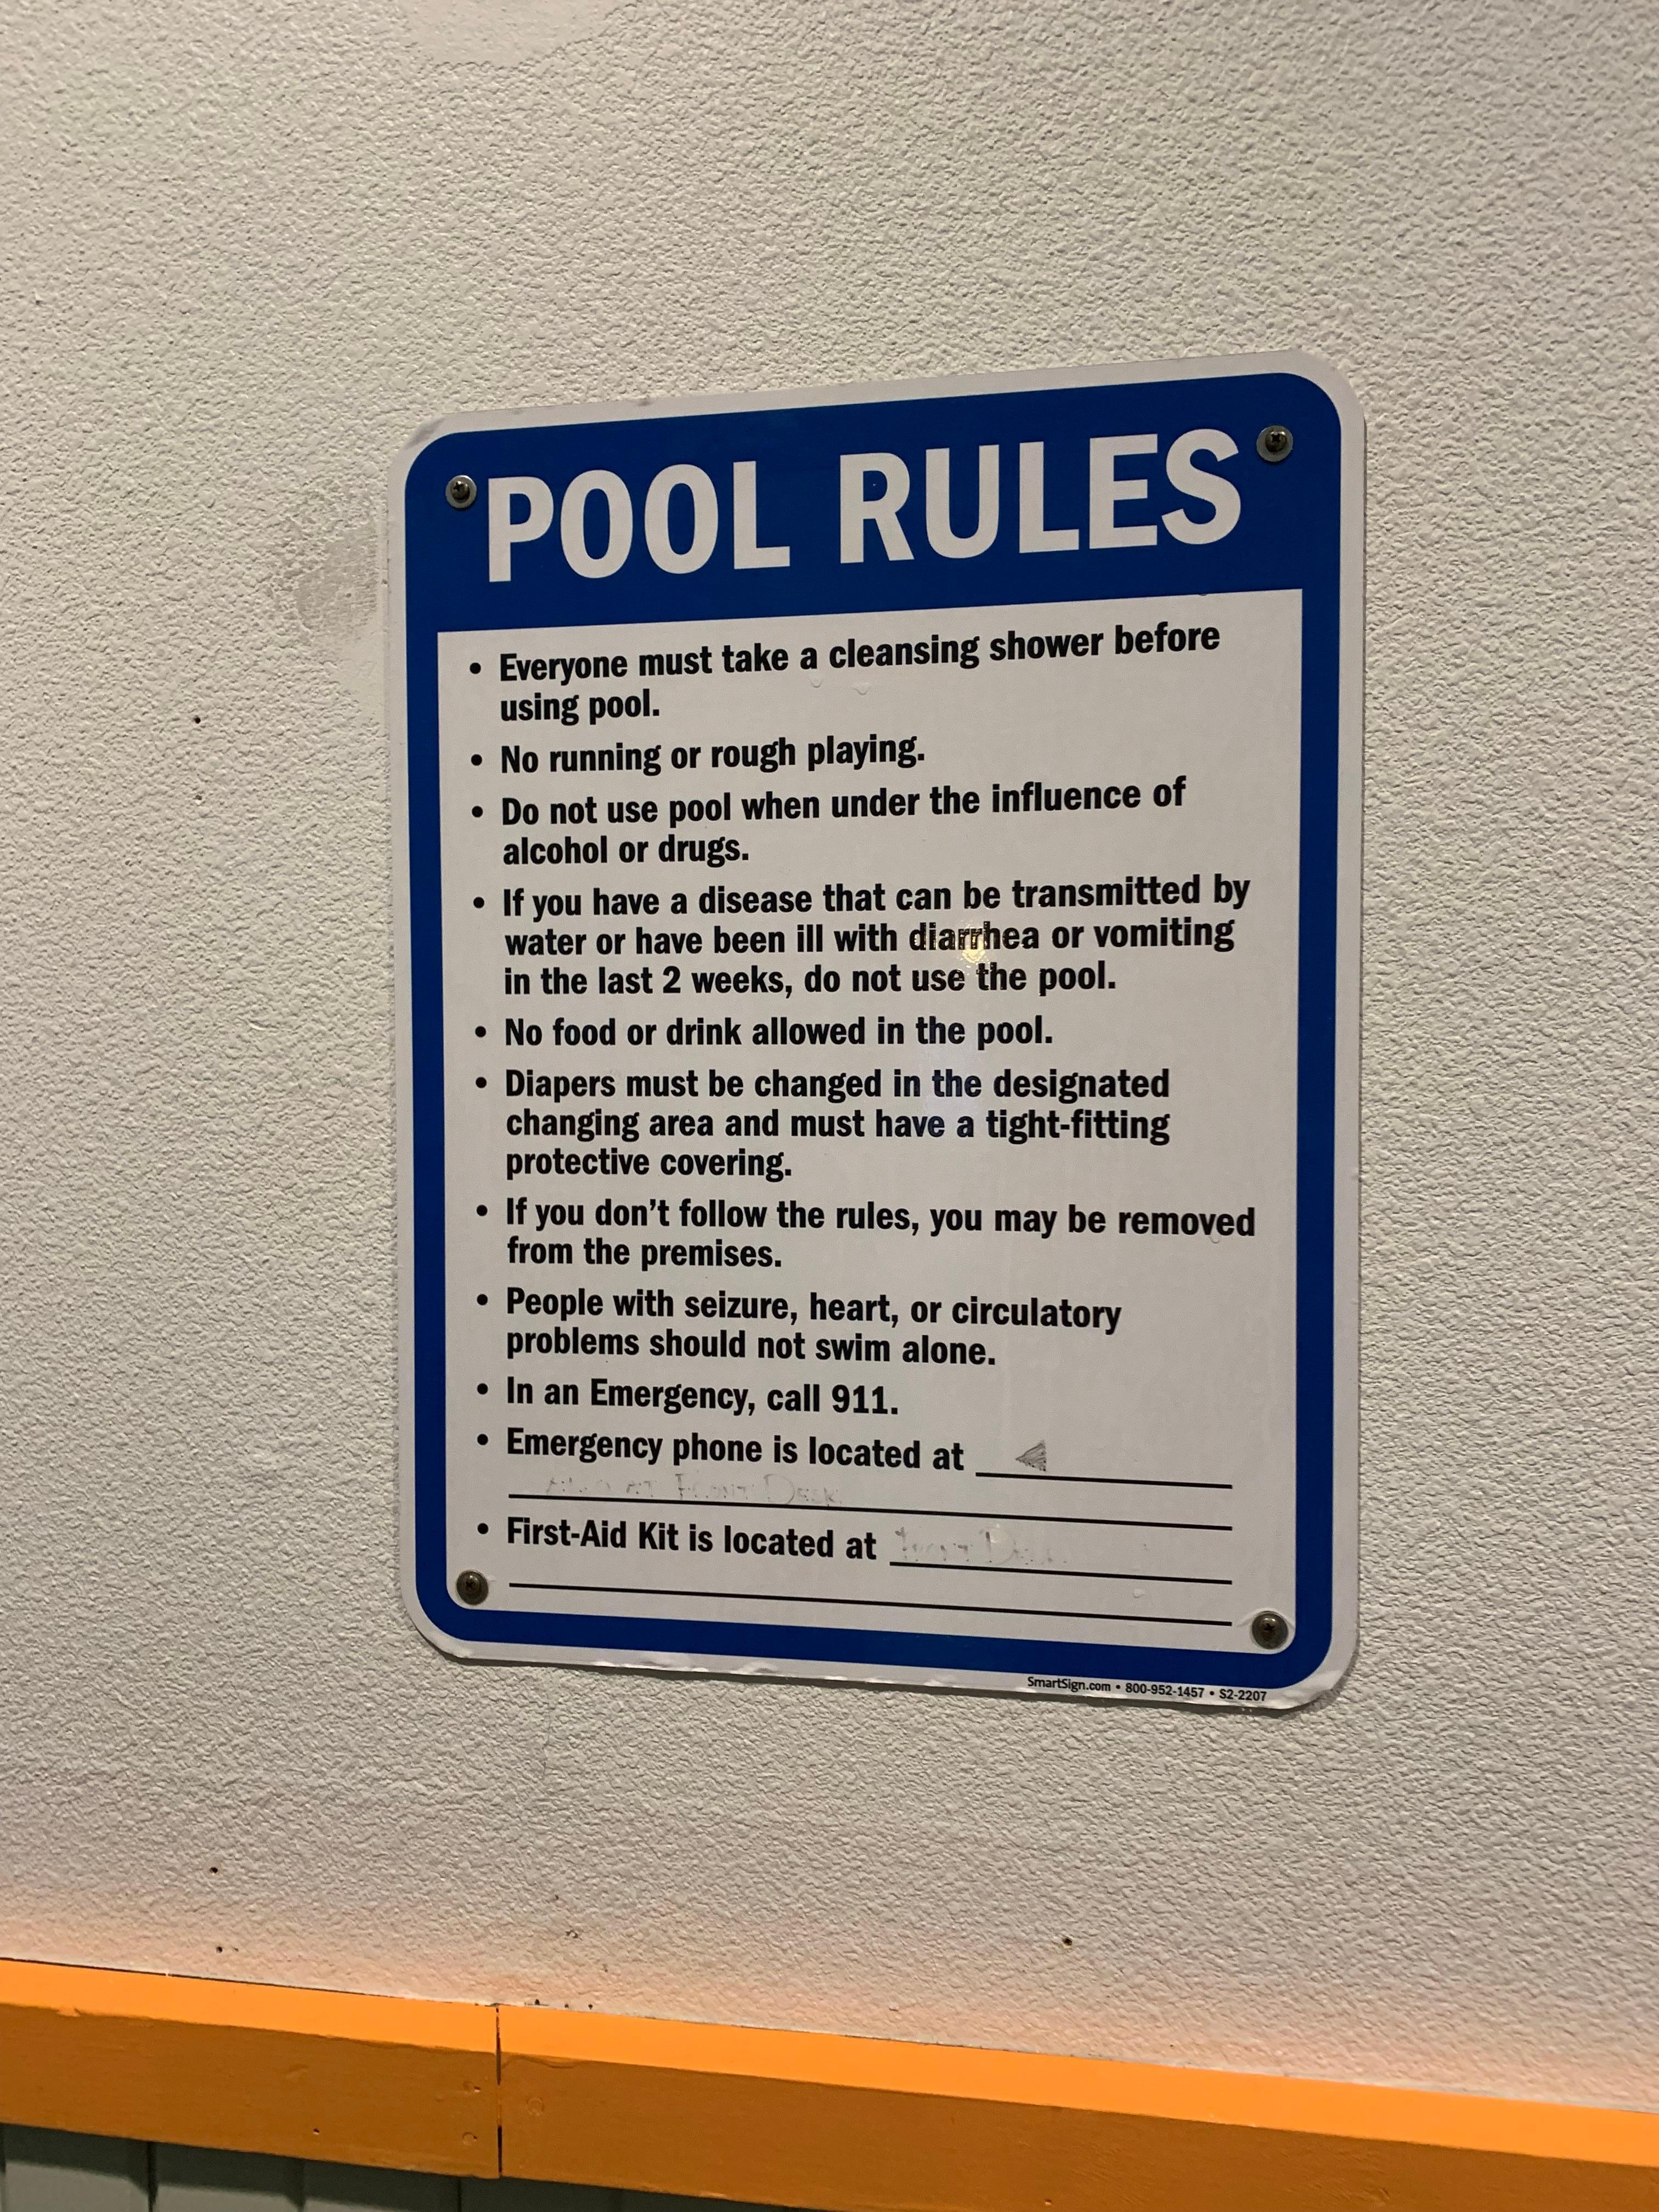 POOL RULES
• Everyone must take a cleansing shower before
using pool.
• No running or rough playing.
• Do not use pool when under the influence of
alcohol or drugs.
• If you have a disease that can be transmitted by
water or have been ill with diarrhea or vomiting
in the last 2 weeks, do not use the pool.
• No food or drink allowed in the pool.
• Diapers must be changed in the designated
changing area and must have a tight-fitting
protective covering.
• If you don't follow the rules, you may be removed
from the premises.
• People with seizure, heart, or circulatory
problems should not swim alone.
• In an Emergency, call 911.
• Emergency phone is located at
Front Desk
• First-Aid Kit is located at Front
SmartSign.com • 800-952-1457 • S2-2207